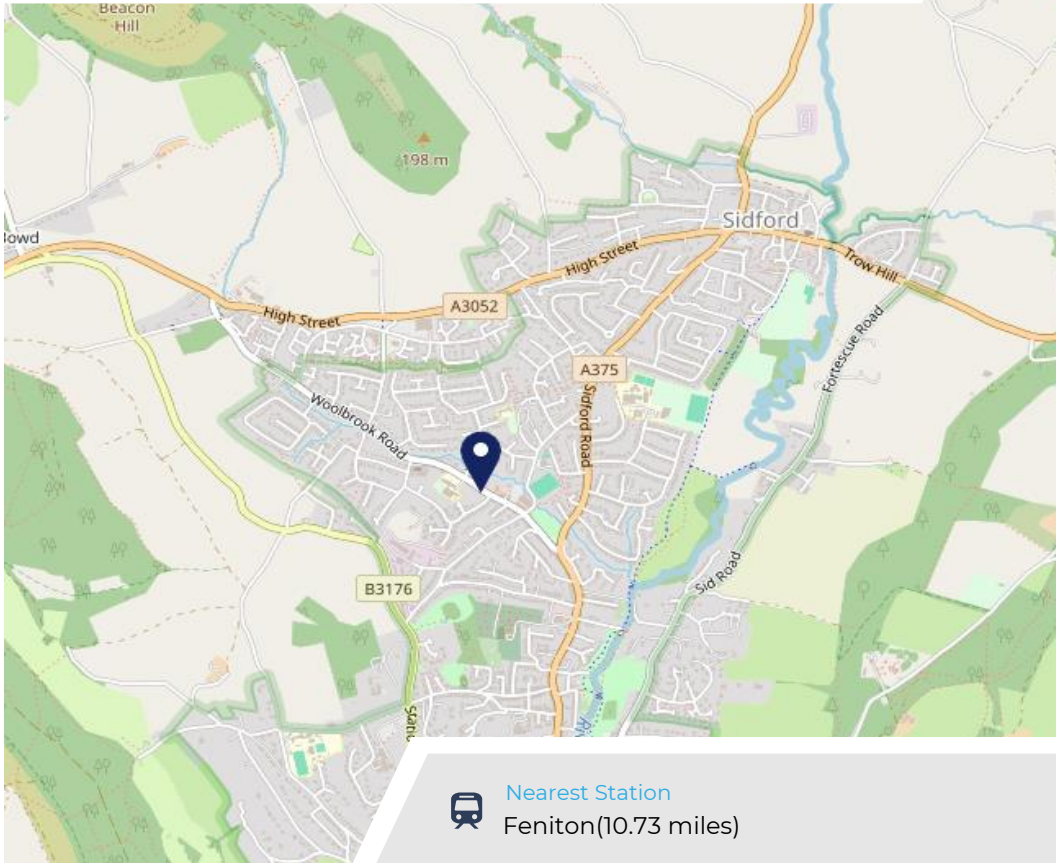 Beacon
Hill
198 m
Sidford
Bowd
High Street
Trow Hill
A3052
High Street
Fortescue Road
A375
Woolbrook Road
Sidford Road
B3176
Sid Road
Nearest Station
Feniton(10.73 miles)